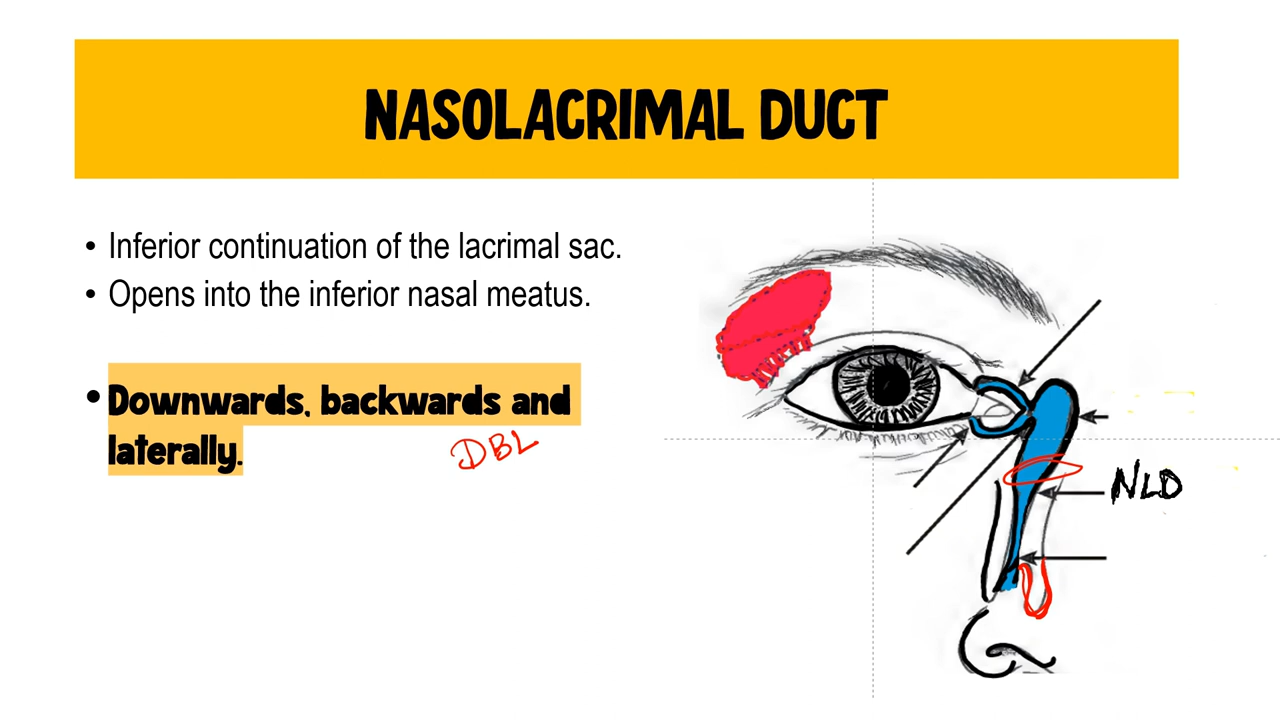 NASOLACRIMAL DUCT
• Inferior continuation of the lacrimal sac.
• Opens into the inferior nasal meatus.
• Downwards, backwards and
laterally.
DBL
NLD